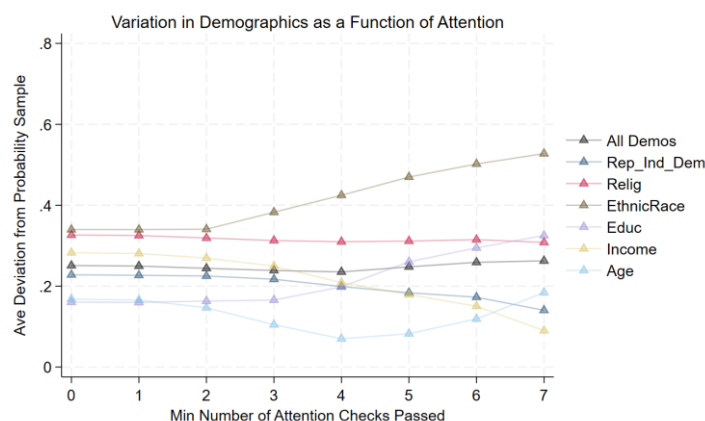 Variation in Demographics as a Function of Attention
Ave Deviation from Probability Sample
.8
.6
.4
.2
0
0 1 2 3 4 5 6 7
Min Number of Attention Checks Passed
All Demos
Rep_Ind_Dem
Relig
EthnicRace
Educ
Income
Age